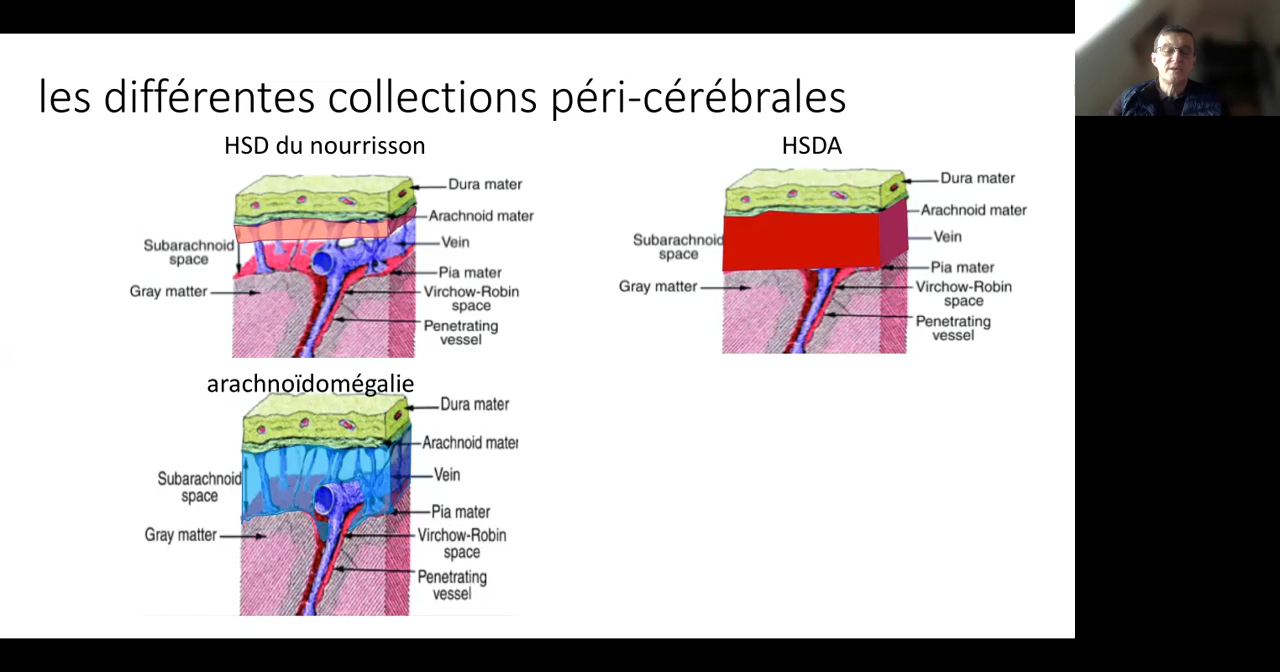 les différentes collections péri-cérébrales
HSD du nourrisson
Dura mater
Arachnoid mater
Subarachnoid
space
Vein
Pia mater
Gray matter
Virchow-Robin
space
Penetrating
vessel
HSDA
Dura mater
Arachnoid mater
Subarachnoid
space
Vein
Pia mater
Gray matter
Virchow-Robin
space
Penetrating
vessel
arachnoïdomégalie
Dura mater
Arachnoid mater
Subarachnoid
space
Vein
Pia mater
Gray matter
Virchow-Robin
space
Penetrating
vessel